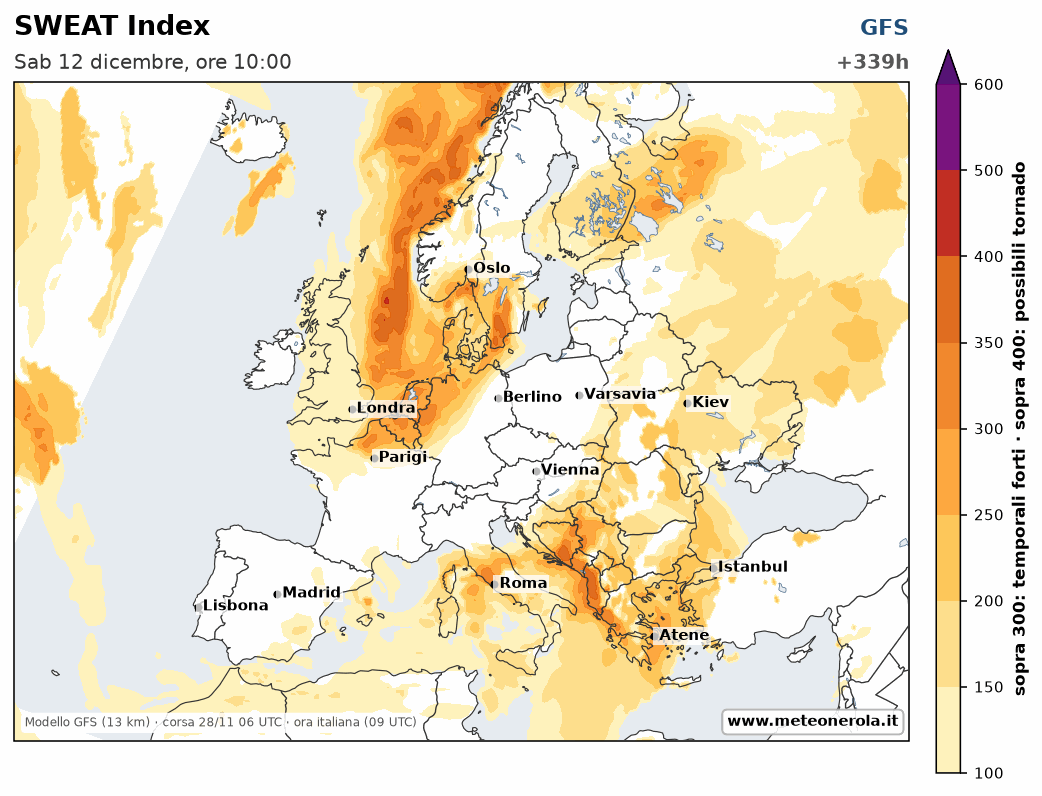 SWEAT Index
GFS
Sab 12 dicembre, ore 10:00
+339h
600
500
400
350
300
250
200
150
100
sopra 300: temporali forti · sopra 400: possibili tornado
Oslo
Londra
Berlino
Varsavia
Kiev
Parigi
Vienna
Istanbul
Roma
Madrid
Lisbona
Atene
Modello GFS (13 km) · corsa 28/11 06 UTC · ora italiana (09 UTC)
www.meteonerola.it